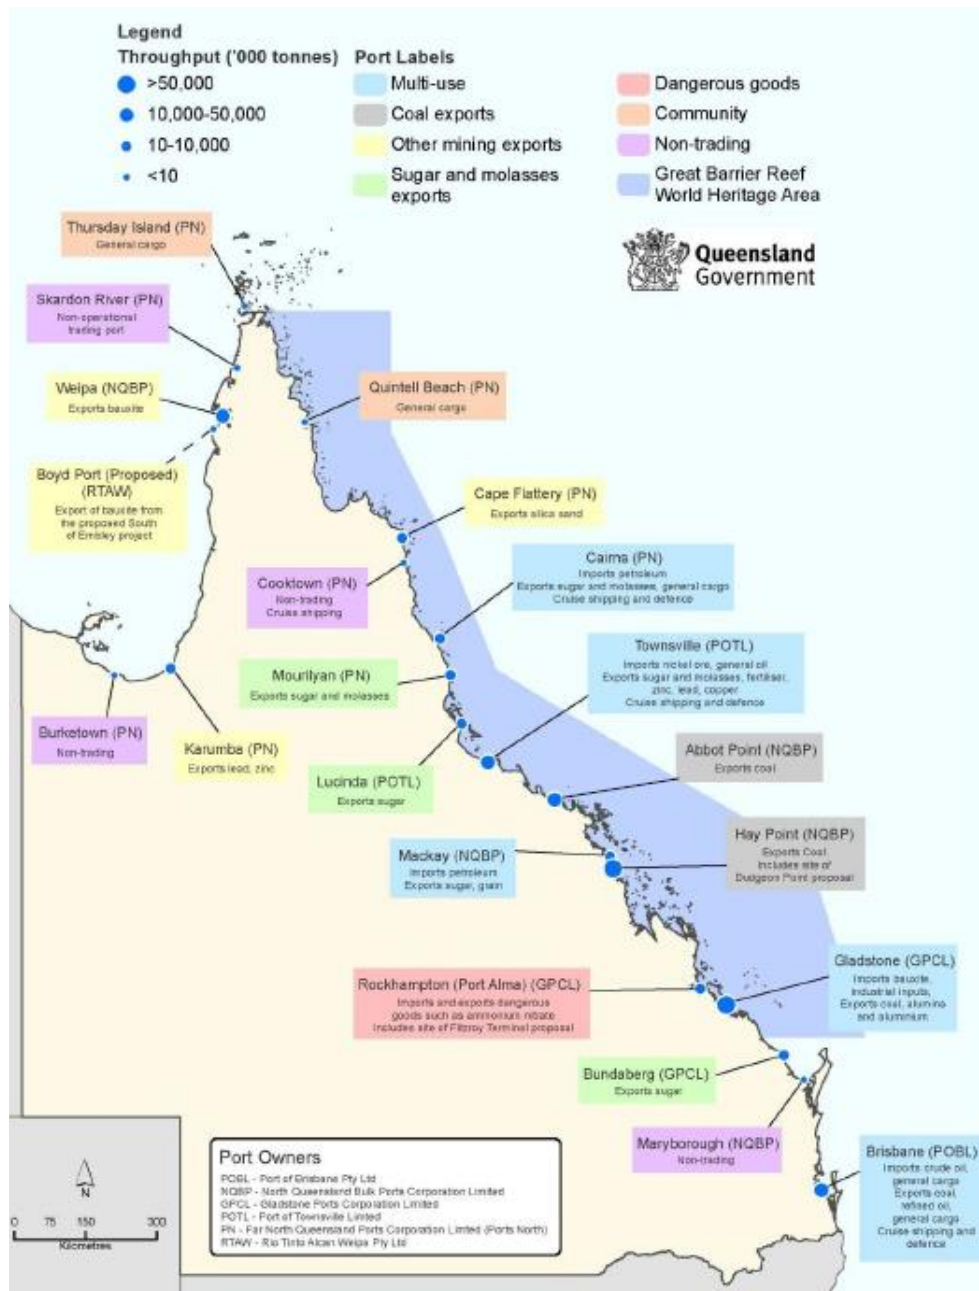 Legend
Throughput ('000 tonnes)
>50,000
10,000-50,000
10-10,000
<10
Port Labels
Multi-use
Coal exports
Other mining exports
Sugar and molasses
exports
Dangerous goods
Community
Non-trading
Great Barrier Reef
World Heritage Area
Queensland
Government
Thursday Island (PN)
General cargo
Skardon River (PN)
Non-operational
trading port
Weipa (NQBP)
Exports bauxite
Quintell Beach (PN)
General cargo
Boyd Port (Proposed)
(RTAW)
Export of bauxite from
the proposed South
of Embley project
Cape Flattery (PN)
Exports silica sand
Cairns (PN)
Imports petroleum
Exports sugar and molasses, general cargo
Cruise shipping and defence
Cooktown (PN)
Non-trading
Cruise shipping
Townsville (POTL)
Imports nickel ore, general oil
Exports sugar and molasses, fertiliser,
zinc, lead, copper
Cruise shipping and defence
Mourilyan (PN)
Exports sugar and molasses
Burketown (PN)
Non-trading
Karumba (PN)
Exports lead, zinc
Lucinda (POTL)
Exports sugar
Abbot Point (NQBP)
Exports coal
Hay Point (NQBP)
Exports Coal
Includes site of
Dudgeon Point proposal
Mackay (NQBP)
Imports petroleum
Exports sugar, grain
Gladstone (GPCL)
Imports bauxite,
industrial inputs,
Exports coal, alumina
and aluminium
Rockhampton (Port Alma) (GPCL)
Imports and exports dangerous
goods such as ammonium nitrate
Includes site of Fitzroy Terminal proposal
Bundaberg (GPCL)
Exports sugar
Maryborough (NQBP)
Non-trading
Brisbane (POBL)
Imports crude oil,
general cargo
Exports coal,
refined oil,
general cargo
Cruise shipping and
defence
Port Owners
POBL - Port of Brisbane Pty Ltd
NQBP - North Queensland Bulk Ports Corporation Limited
GPCL - Gladstone Ports Corporation Limited
POTL - Port of Townsville Limited
PN - Far North Queensland Ports Corporation Limited (Ports North)
RTAW - Rio Tinto Alcan Weipa Pty Ltd
N
0 75 150 300
Kilometres